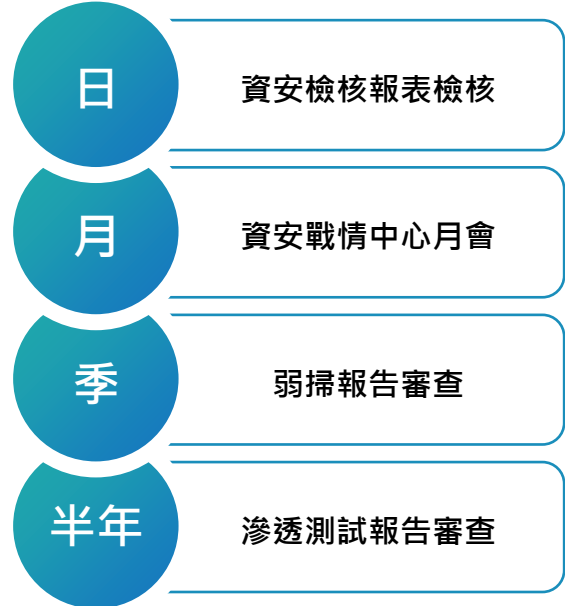 日
資安檢核報表檢核
月
資安戰情中心月會
季
弱掃報告審查
半年
滲透測試報告審查